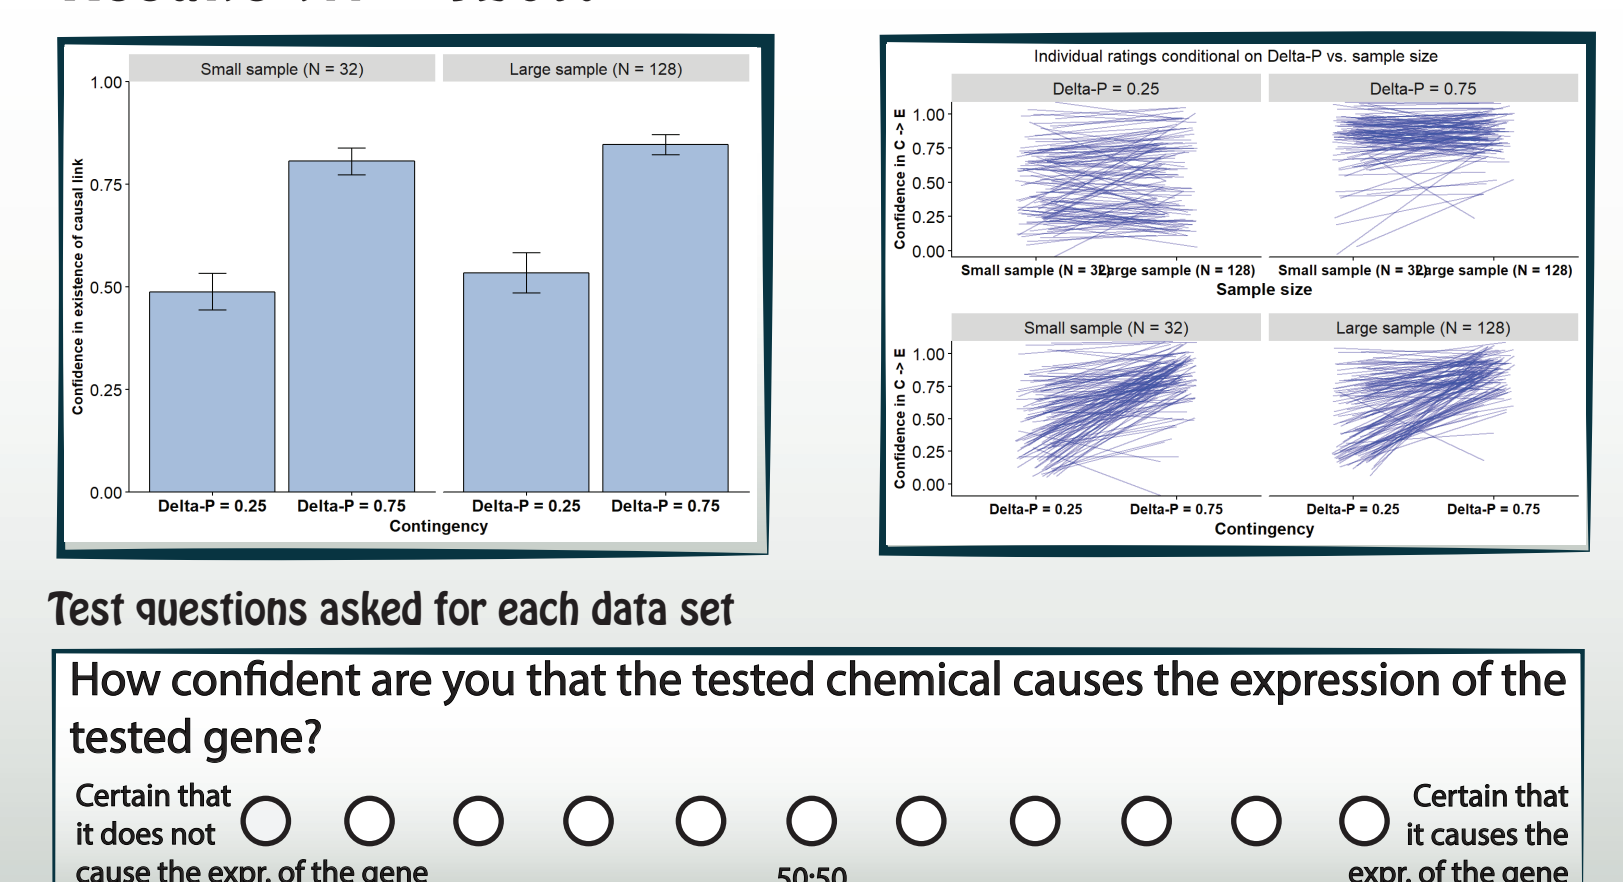 Small sample (N = 32)
Large sample (N = 128)
1.00
0.75
0.50
0.25
0.00
Confidence in existence of causal link
Delta-P = 0.25
Delta-P = 0.75
Delta-P = 0.25
Delta-P = 0.75
Contingency
Individual ratings conditional on Delta-P vs. sample size
Delta-P = 0.25
Delta-P = 0.75
1.00
0.75
0.50
0.25
0.00
Confidence in C -> E
Small sample (N = 32)
Large sample (N = 128)
Small sample (N = 32)
Large sample (N = 128)
Sample size
Small sample (N = 32)
Large sample (N = 128)
1.00
0.75
0.50
0.25
0.00
Confidence in C -> E
Delta-P = 0.25
Delta-P = 0.75
Delta-P = 0.25
Delta-P = 0.75
Contingency
Test questions asked for each data set
How confident are you that the tested chemical causes the expression of the
tested gene?
Certain that
it does not
cause the expr. of the gene
50:50
Certain that
it causes the
expr. of the gene